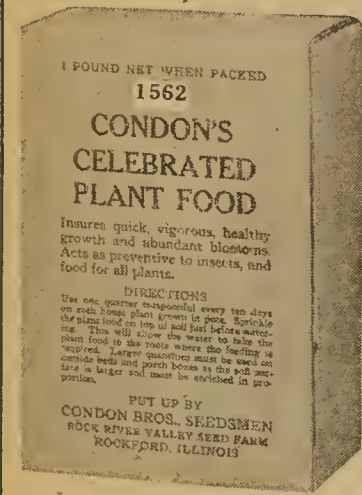 1 POUND NET WHEN PACKED
1562
CONDON'S
CELEBRATED
PLANT FOOD
Insures quick, vigorous, healthy
growth and abundant blossoms.
Acts as preventive to insects, and
food for all plants.
DIRECTIONS
Use one quarter teaspoonful every ten days
on each house plant grown in pots. Sprinkle
the plant food on top of soil just before water-
ing. This will allow the water to take the
plant food to the roots where the feeding is
required. Larger quantities must be used on
outside beds and porch boxes as the soil sur-
face is larger and must be enriched in pro-
portion.
PUT UP BY
CONDON BROS., SEEDSMEN
ROCK RIVER VALLEY SEED FARM
ROCKFORD, ILLINOIS